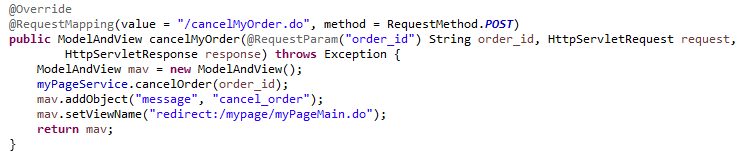 @Override
@RequestMapping(value = "/cancelMyOrder.do", method = RequestMethod.POST)
public ModelAndView cancelMyOrder(@RequestParam("order_id") String order_id, HttpServletRequest request,
        HttpServletResponse response) throws Exception {
    ModelAndView mav = new ModelAndView();
    myPageService.cancelOrder(order_id);
    mav.addObject("message", "cancel_order");
    mav.setViewName("redirect:/mypage/myPageMain.do");
    return mav;
}